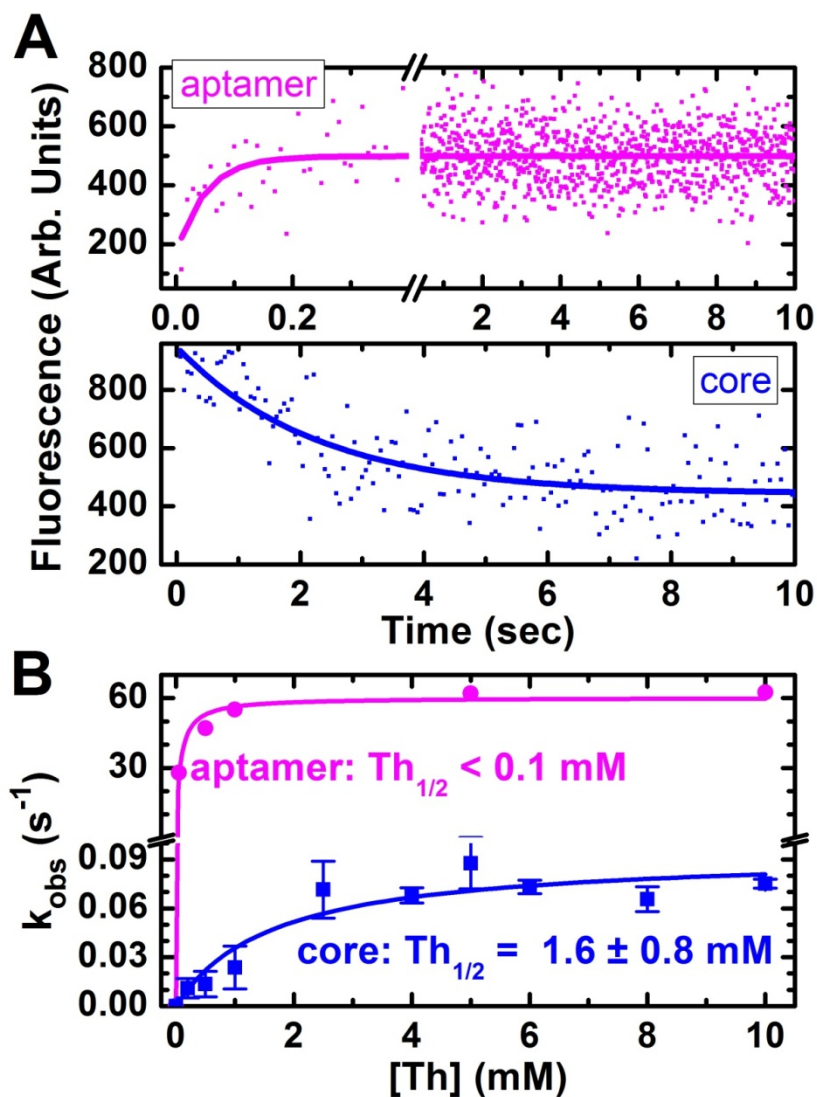 A
Fluorescence (Arb. Units)
800
600
400
200
aptamer
0.0 0.2 2 4 6 8 10
800
600
400
200
core
0 2 4 6 8 10
Time (sec)
B
k_obs (s⁻¹)
60
30
0.09
0.06
0.03
0.00
aptamer: Th_1/2 < 0.1 mM
core: Th_1/2 = 1.6 ± 0.8 mM
0 2 4 6 8 10
[Th] (mM)